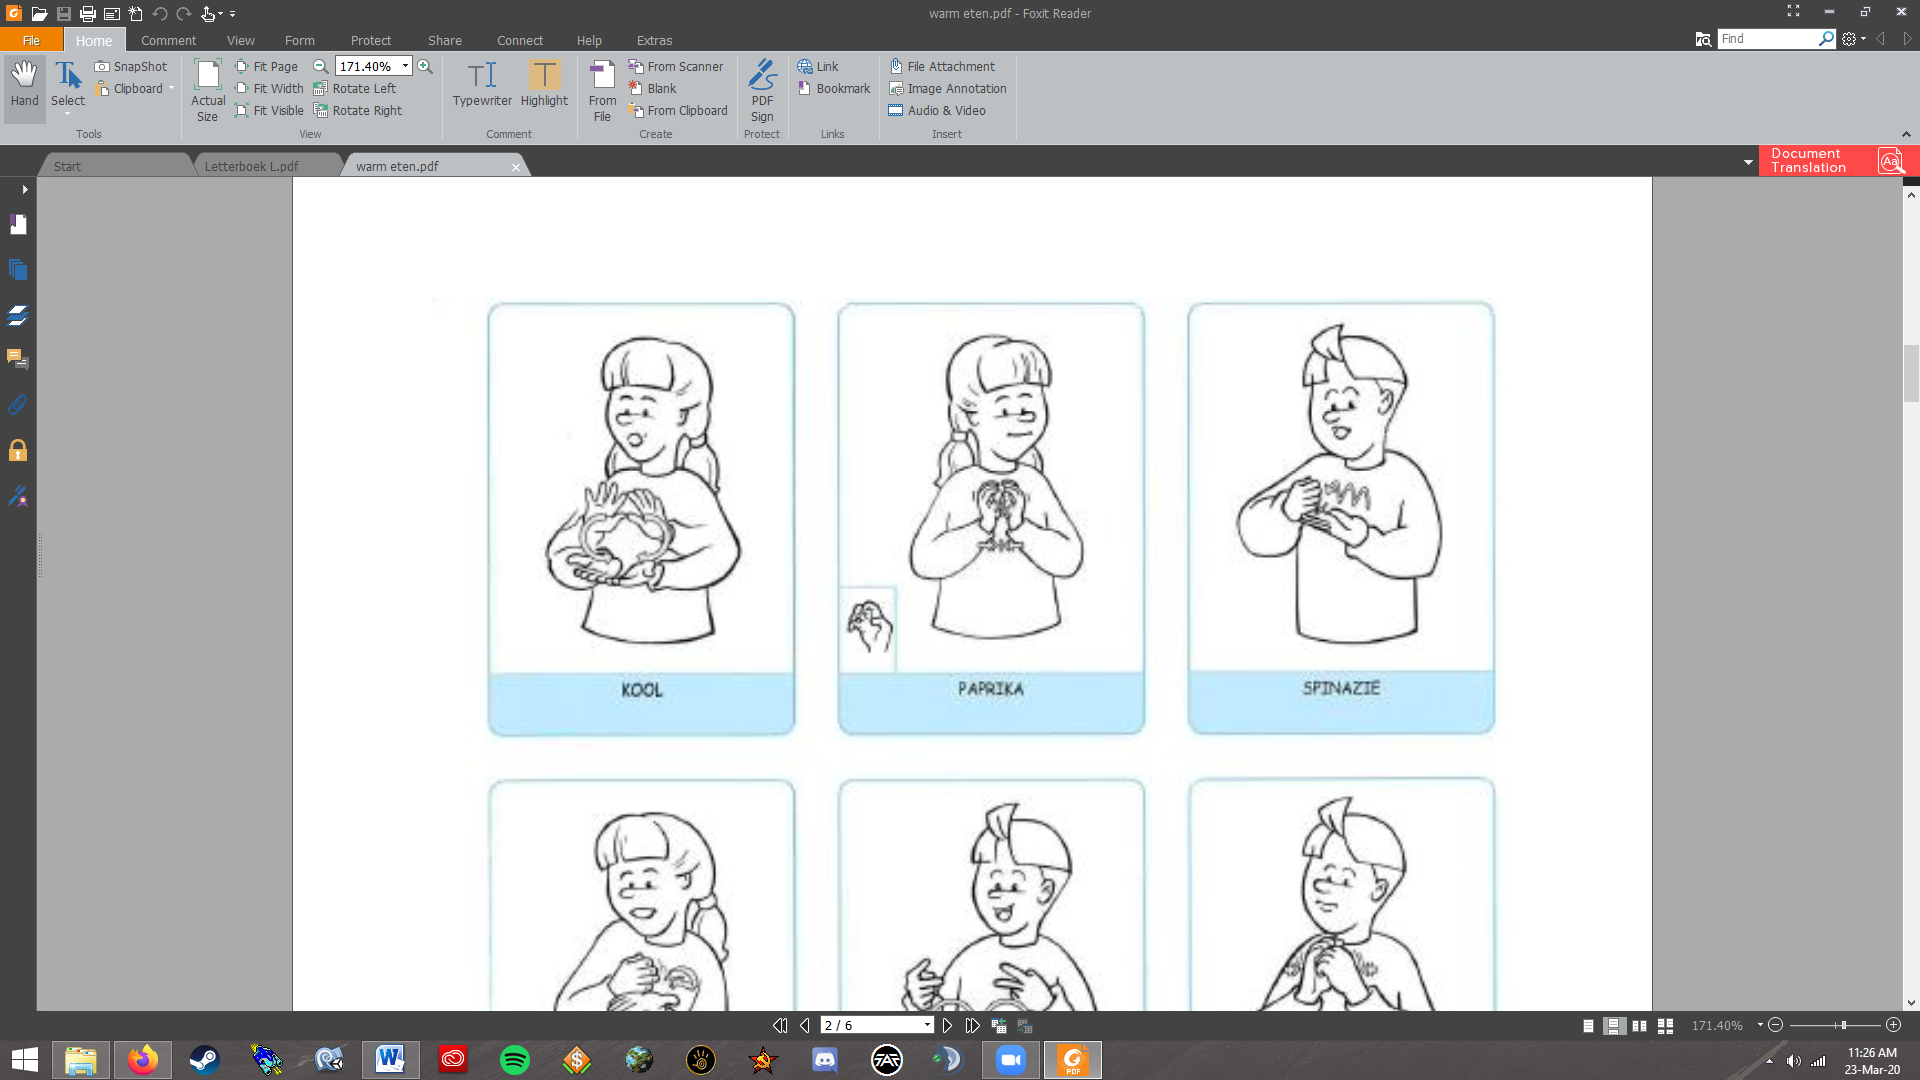 warm eten.pdf - Foxit Reader
File Home Comment View Form Protect Share Connect Help Extras
Find
Hand
Select
SnapShot
Clipboard
Tools
Actual
Size
Fit Page
Fit Width
Fit Visible
171.40%
Rotate Left
Rotate Right
View
Typewriter
Highlight
Comment
From
File
From Scanner
Blank
From Clipboard
Create
PDF
Sign
Protect
Link
Bookmark
Links
File Attachment
Image Annotation
Audio & Video
Insert
Start
Letterboek L.pdf
warm eten.pdf
Document
Translation
KOOL
PAPRIKA
SPINAZIE
2 / 6
171.40%
11:26 AM
23-Mar-20